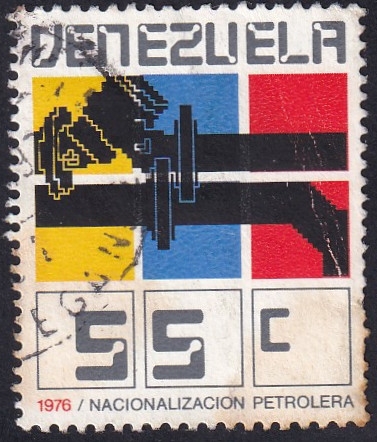 VENEZUELA
55 C
1976 / NACIONALIZACION PETROLERA